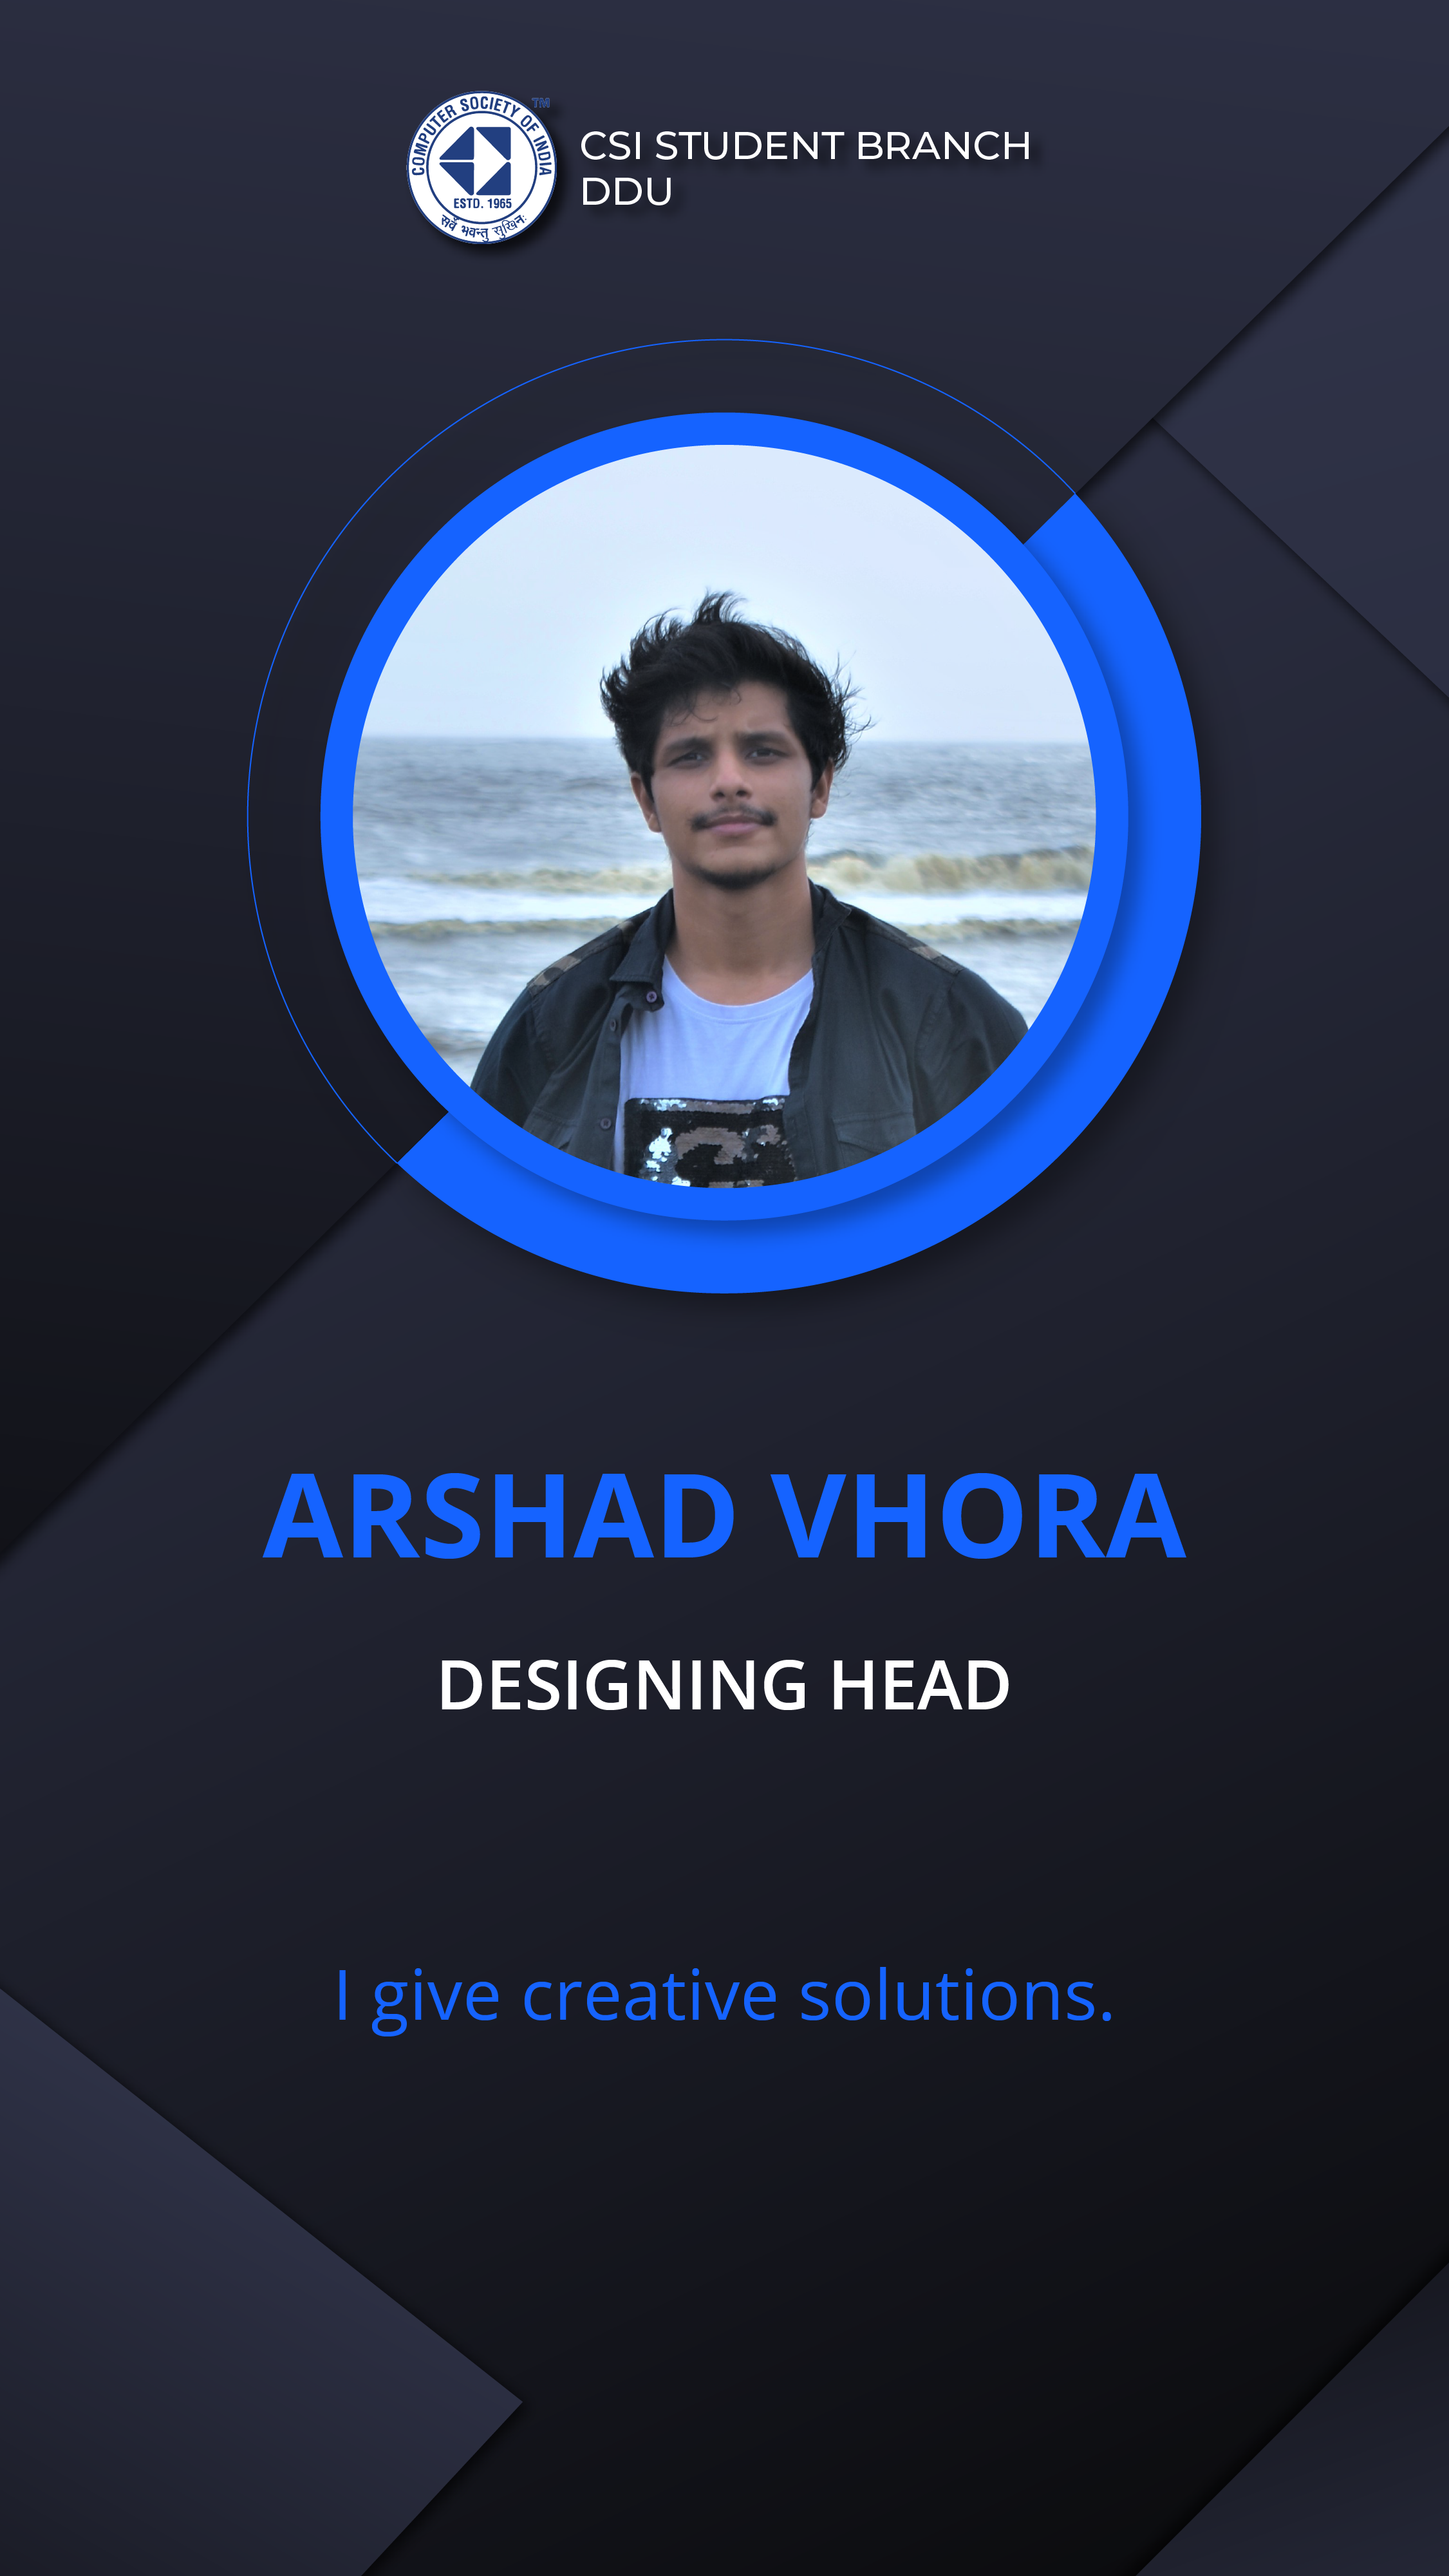 COMPUTER SOCIETY OF INDIA
TM
ESTD. 1965
सर्वे भवन्तु सुखिनः
CSI STUDENT BRANCH
DDU
ARSHAD VHORA
DESIGNING HEAD
I give creative solutions.